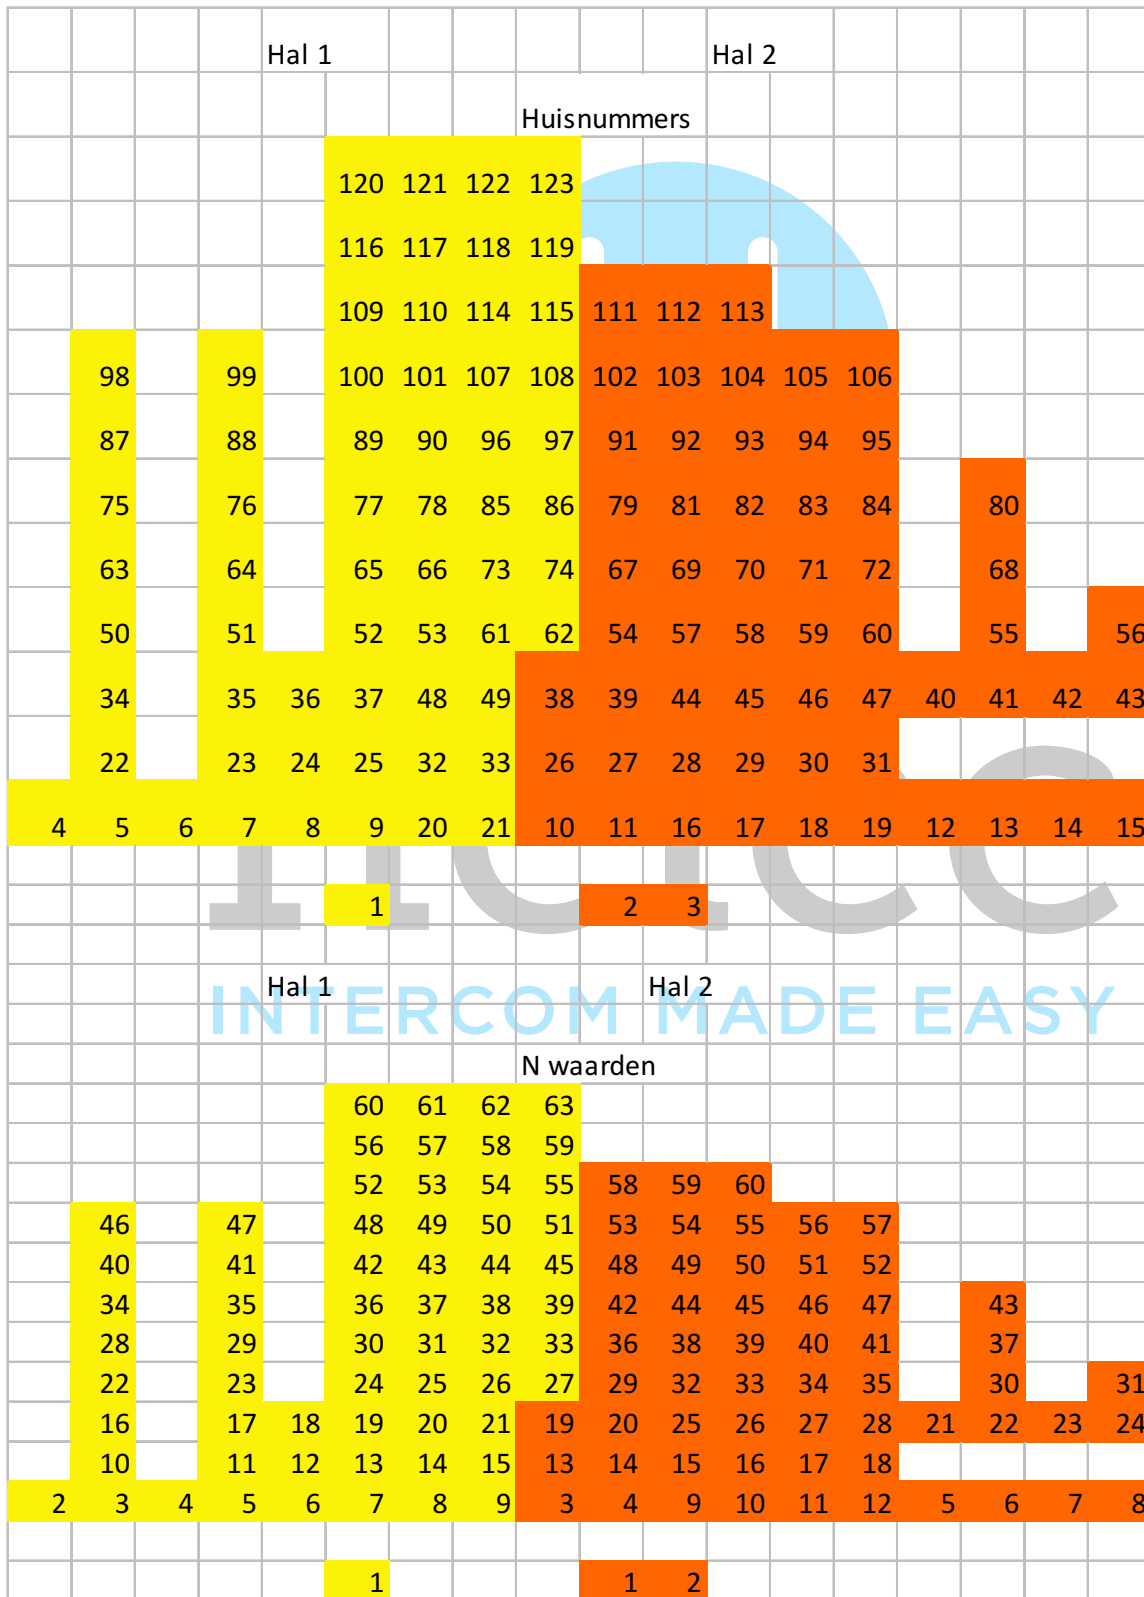 Hal 1 Hal 2
Huisnummers
120 121 122 123
116 117 118 119
109 110 114 115 111 112 113
98 99 100 101 107 108 102 103 104 105 106
87 88 89 90 96 97 91 92 93 94 95
75 76 77 78 85 86 79 81 82 83 84 80
63 64 65 66 73 74 67 69 70 71 72 68
50 51 52 53 61 62 54 57 58 59 60 55 56
34 35 36 37 48 49 38 39 44 45 46 47 40 41 42 43
22 23 24 25 32 33 26 27 28 29 30 31
4 5 6 7 8 9 20 21 10 11 16 17 18 19 12 13 14 15
1 2 3
Hal 1 Hal 2
INTERCOM MADE EASY
N waarden
60 61 62 63
56 57 58 59
52 53 54 55 58 59 60
46 47 48 49 50 51 53 54 55 56 57
40 41 42 43 44 45 48 49 50 51 52
34 35 36 37 38 39 42 44 45 46 47 43
28 29 30 31 32 33 36 38 39 40 41 37
22 23 24 25 26 27 29 32 33 34 35 30 31
16 17 18 19 20 21 19 20 25 26 27 28 21 22 23 24
10 11 12 13 14 15 13 14 15 16 17 18
2 3 4 5 6 7 8 9 3 4 9 10 11 12 5 6 7 8
1 1 2